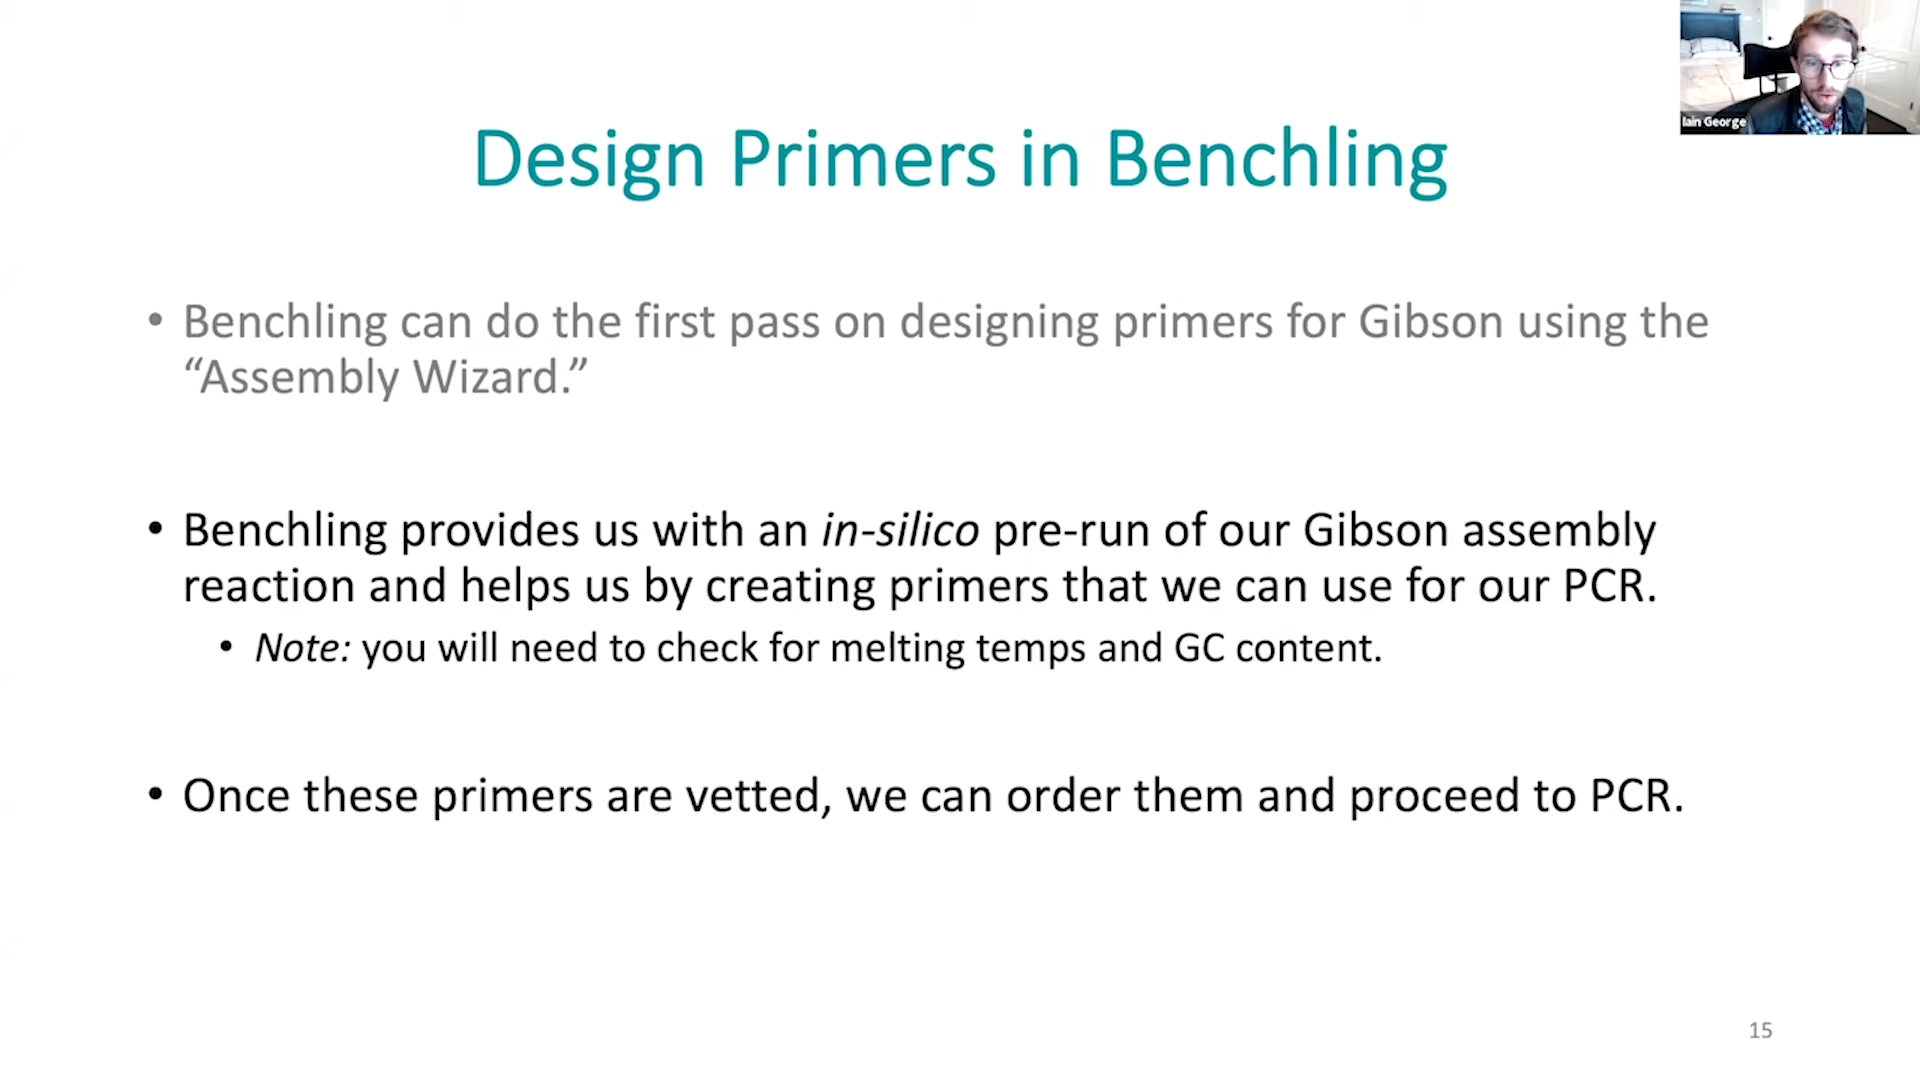 Iain George
Design Primers in Benchling
• Benchling can do the first pass on designing primers for Gibson using the
“Assembly Wizard.”
• Benchling provides us with an in-silico pre-run of our Gibson assembly
reaction and helps us by creating primers that we can use for our PCR.
• Note: you will need to check for melting temps and GC content.
• Once these primers are vetted, we can order them and proceed to PCR.
15